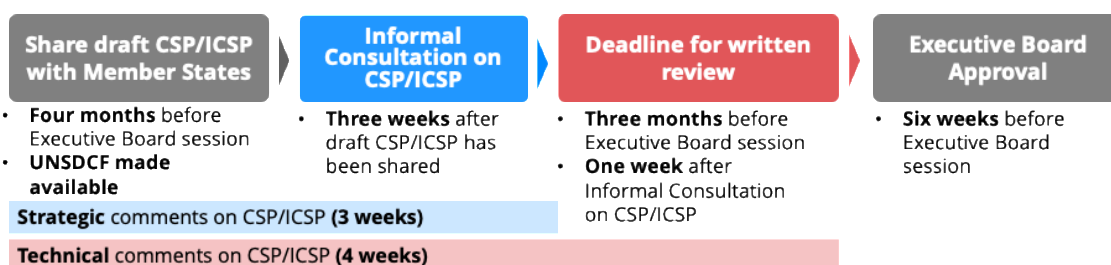 Share draft CSP/ICSP
with Member States
• Four months before
Executive Board session
• UNSDCF made
available
Informal
Consultation on
CSP/ICSP
• Three weeks after
draft CSP/ICSP has
been shared
Deadline for written
review
• Three months before
Executive Board session
• One week after
Informal Consultation
on CSP/ICSP
Executive Board
Approval
• Six weeks before
Executive Board
session
Strategic comments on CSP/ICSP (3 weeks)
Technical comments on CSP/ICSP (4 weeks)